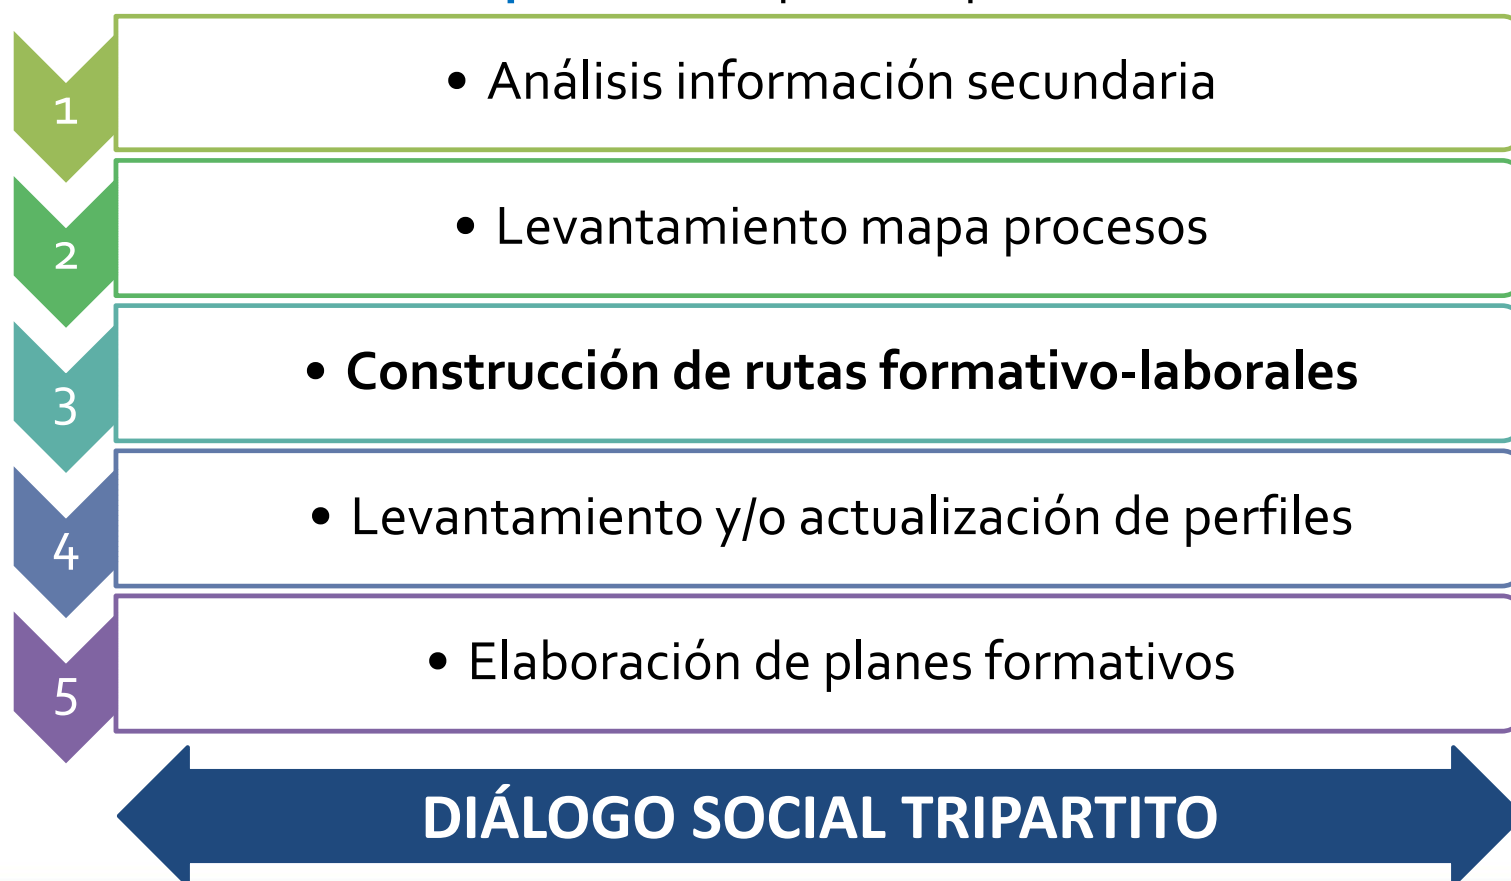 1
• Análisis información secundaria
2
• Levantamiento mapa procesos
3
• Construcción de rutas formativo-laborales
4
• Levantamiento y/o actualización de perfiles
5
• Elaboración de planes formativos
DIÁLOGO SOCIAL TRIPARTITO